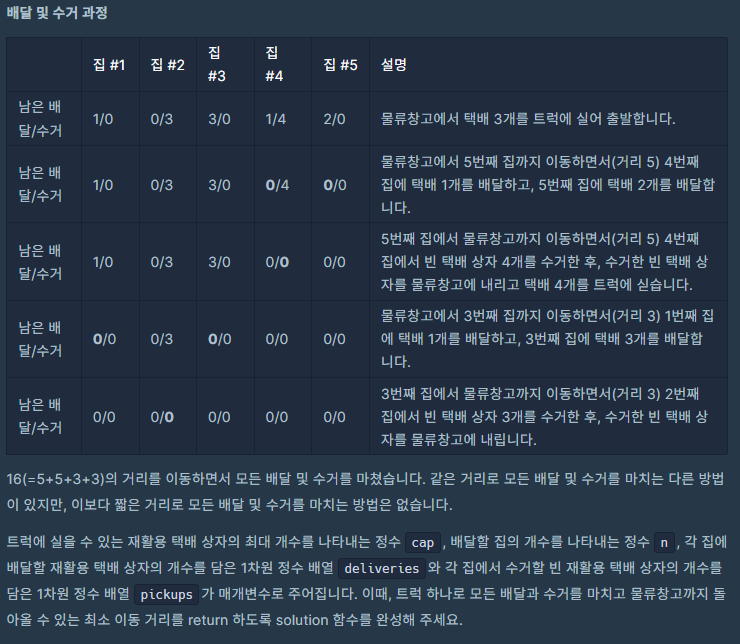 배달 및 수거 과정
집 #1 집 #2 집 #3 집 #4 집 #5 설명
남은 배달/수거 1/0 0/3 3/0 1/4 2/0 물류창고에서 택배 3개를 트럭에 실어 출발합니다.
남은 배달/수거 1/0 0/3 3/0 0/4 0/0 물류창고에서 5번째 집까지 이동하면서(거리 5) 4번째
집에 택배 1개를 배달하고, 5번째 집에 택배 2개를 배달합
니다.
남은 배달/수거 1/0 0/3 3/0 0/0 0/0 5번째 집에서 물류창고까지 이동하면서(거리 5) 4번째
집에서 빈 택배 상자 4개를 수거한 후, 수거한 빈 택배 상
자를 물류창고에 내리고 택배 4개를 트럭에 싣습니다.
남은 배달/수거 0/0 0/3 0/0 0/0 0/0 물류창고에서 3번째 집까지 이동하면서(거리 3) 1번째 집
에 택배 1개를 배달하고, 3번째 집에 택배 3개를 배달합
니다.
남은 배달/수거 0/0 0/0 0/0 0/0 0/0 3번째 집에서 물류창고까지 이동하면서(거리 3) 2번째
집에서 빈 택배 상자 3개를 수거한 후, 수거한 빈 택배 상
자를 물류창고에 내립니다.
16(=5+5+3+3)의 거리를 이동하면서 모든 배달 및 수거를 마쳤습니다. 같은 거리로 모든 배달 및 수거를 마치는 다른 방법
이 있지만, 이보다 짧은 거리로 모든 배달 및 수거를 마치는 방법은 없습니다.
트럭에 실을 수 있는 재활용 택배 상자의 최대 개수를 나타내는 정수 cap, 배달할 집의 개수를 나타내는 정수 n, 각 집에
배달할 재활용 택배 상자의 개수를 담은 1차원 정수 배열 deliveries와 각 집에서 수거할 빈 재활용 택배 상자의 개수를
담은 1차원 정수 배열 pickups가 매개변수로 주어집니다. 이때, 트럭 하나로 모든 배달과 수거를 마치고 물류창고까지 돌
아올 수 있는 최소 이동 거리를 return 하도록 solution 함수를 완성해 주세요.